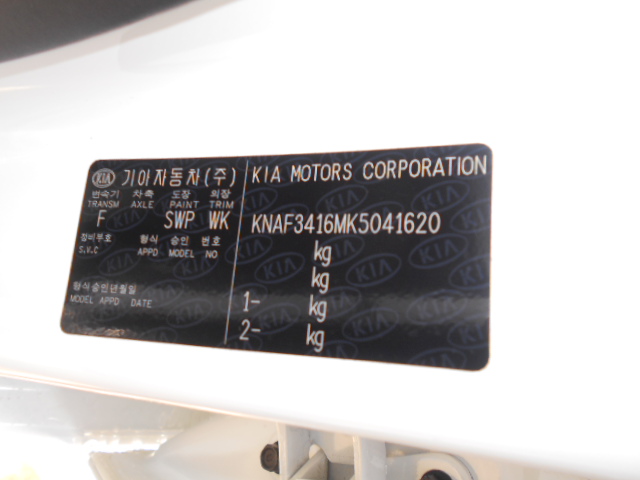 KIA 기아자동차(주)
변속기 차축 도장 외장
TRANSM AXLE PAINT TRIM
F SWP WK
정비부호 형식 승인 번호
S.V.C APPD MODEL NO
형식승인년월일
MODEL APPD DATE
KIA MOTORS CORPORATION
KNAF3416MK5041620
kg
kg
1- kg
2- kg